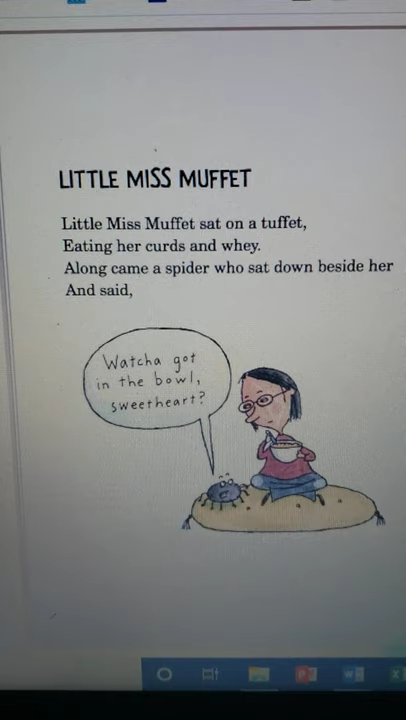 LITTLE MISS MUFFET
Little Miss Muffet sat on a tuffet,
Eating her curds and whey.
Along came a spider who sat down beside her
And said,
Watcha got
in the bowl,
sweetheart?